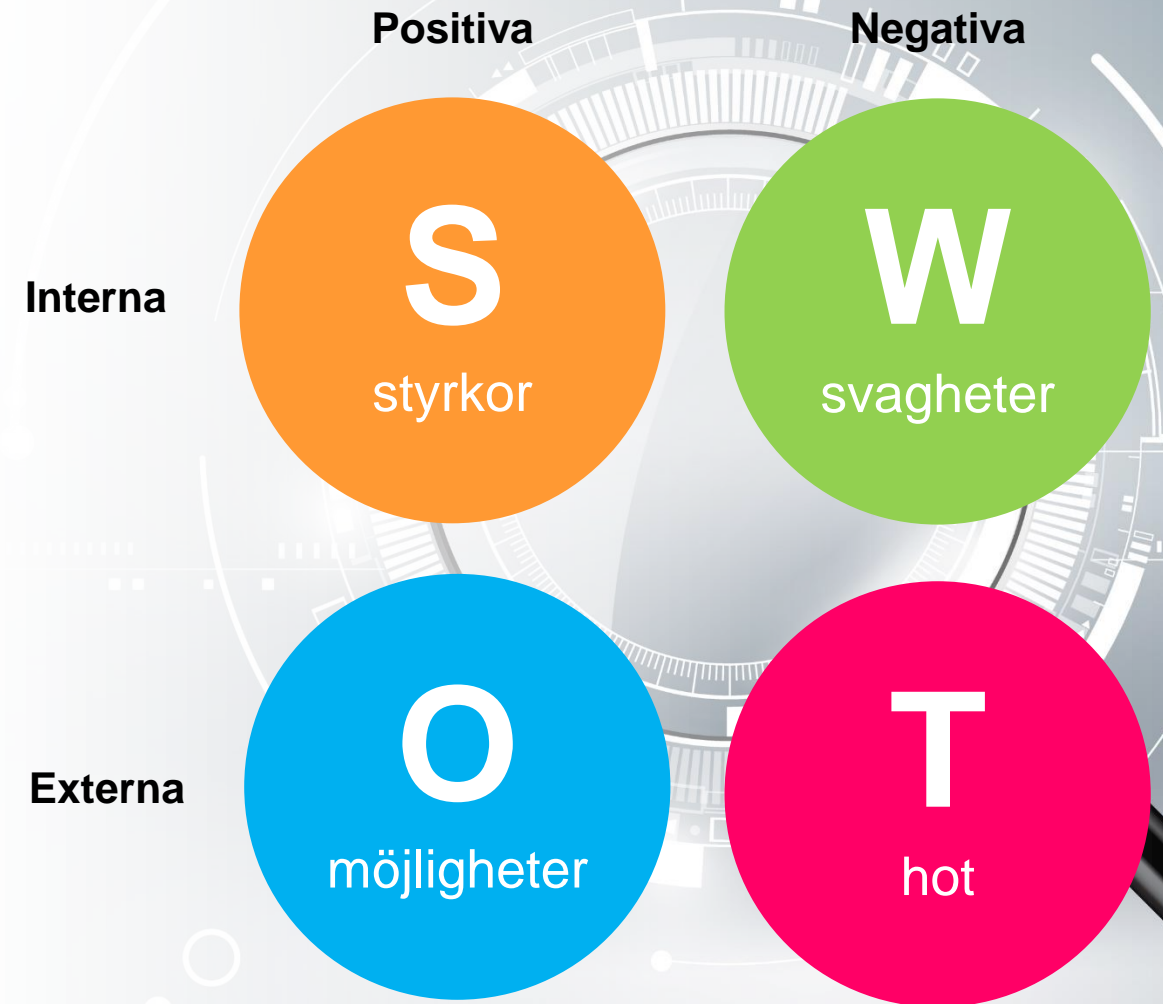 Positiva
Negativa
Interna
S
styrkor
W
svagheter
Externa
O
möjligheter
T
hot